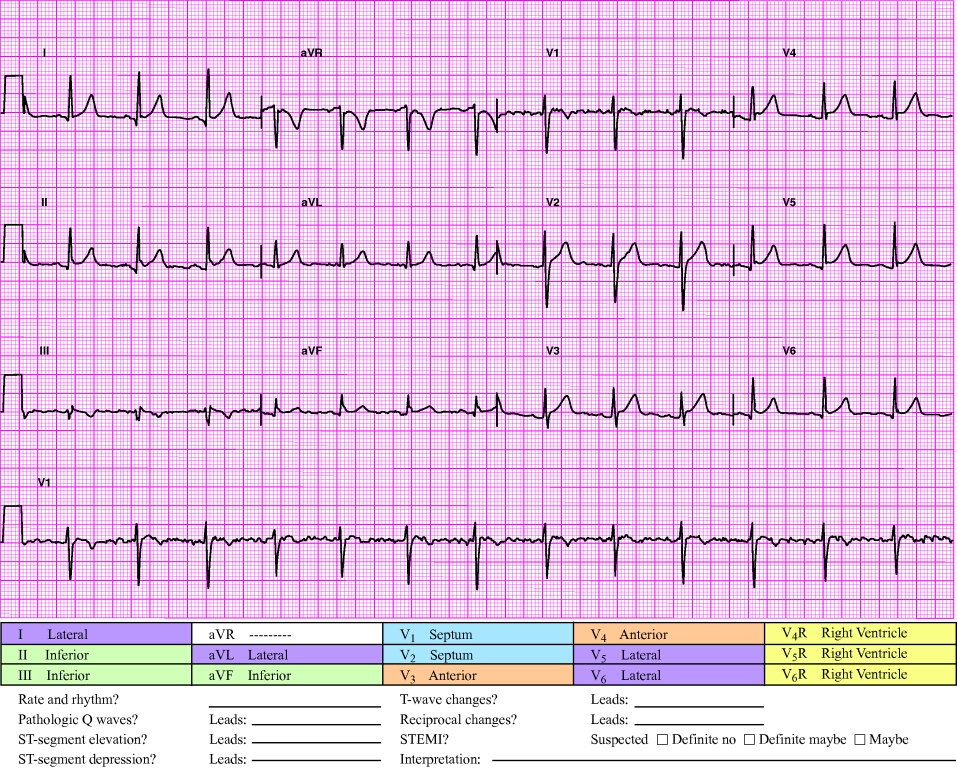 I aVR V1 V4
II aVL V2 V5
III aVF V3 V6
V1
I Lateral aVR --------- V1 Septum V4 Anterior V4R Right Ventricle
II Inferior aVL Lateral V2 Septum V5 Lateral V5R Right Ventricle
III Inferior aVF Inferior V3 Anterior V6 Lateral V6R Right Ventricle
Rate and rhythm? T-wave changes? Leads:
Pathologic Q waves? Leads: Reciprocal changes? Leads:
ST-segment elevation? Leads: STEMI? Suspected Definite no Definite maybe Maybe
ST-segment depression? Leads: Interpretation: